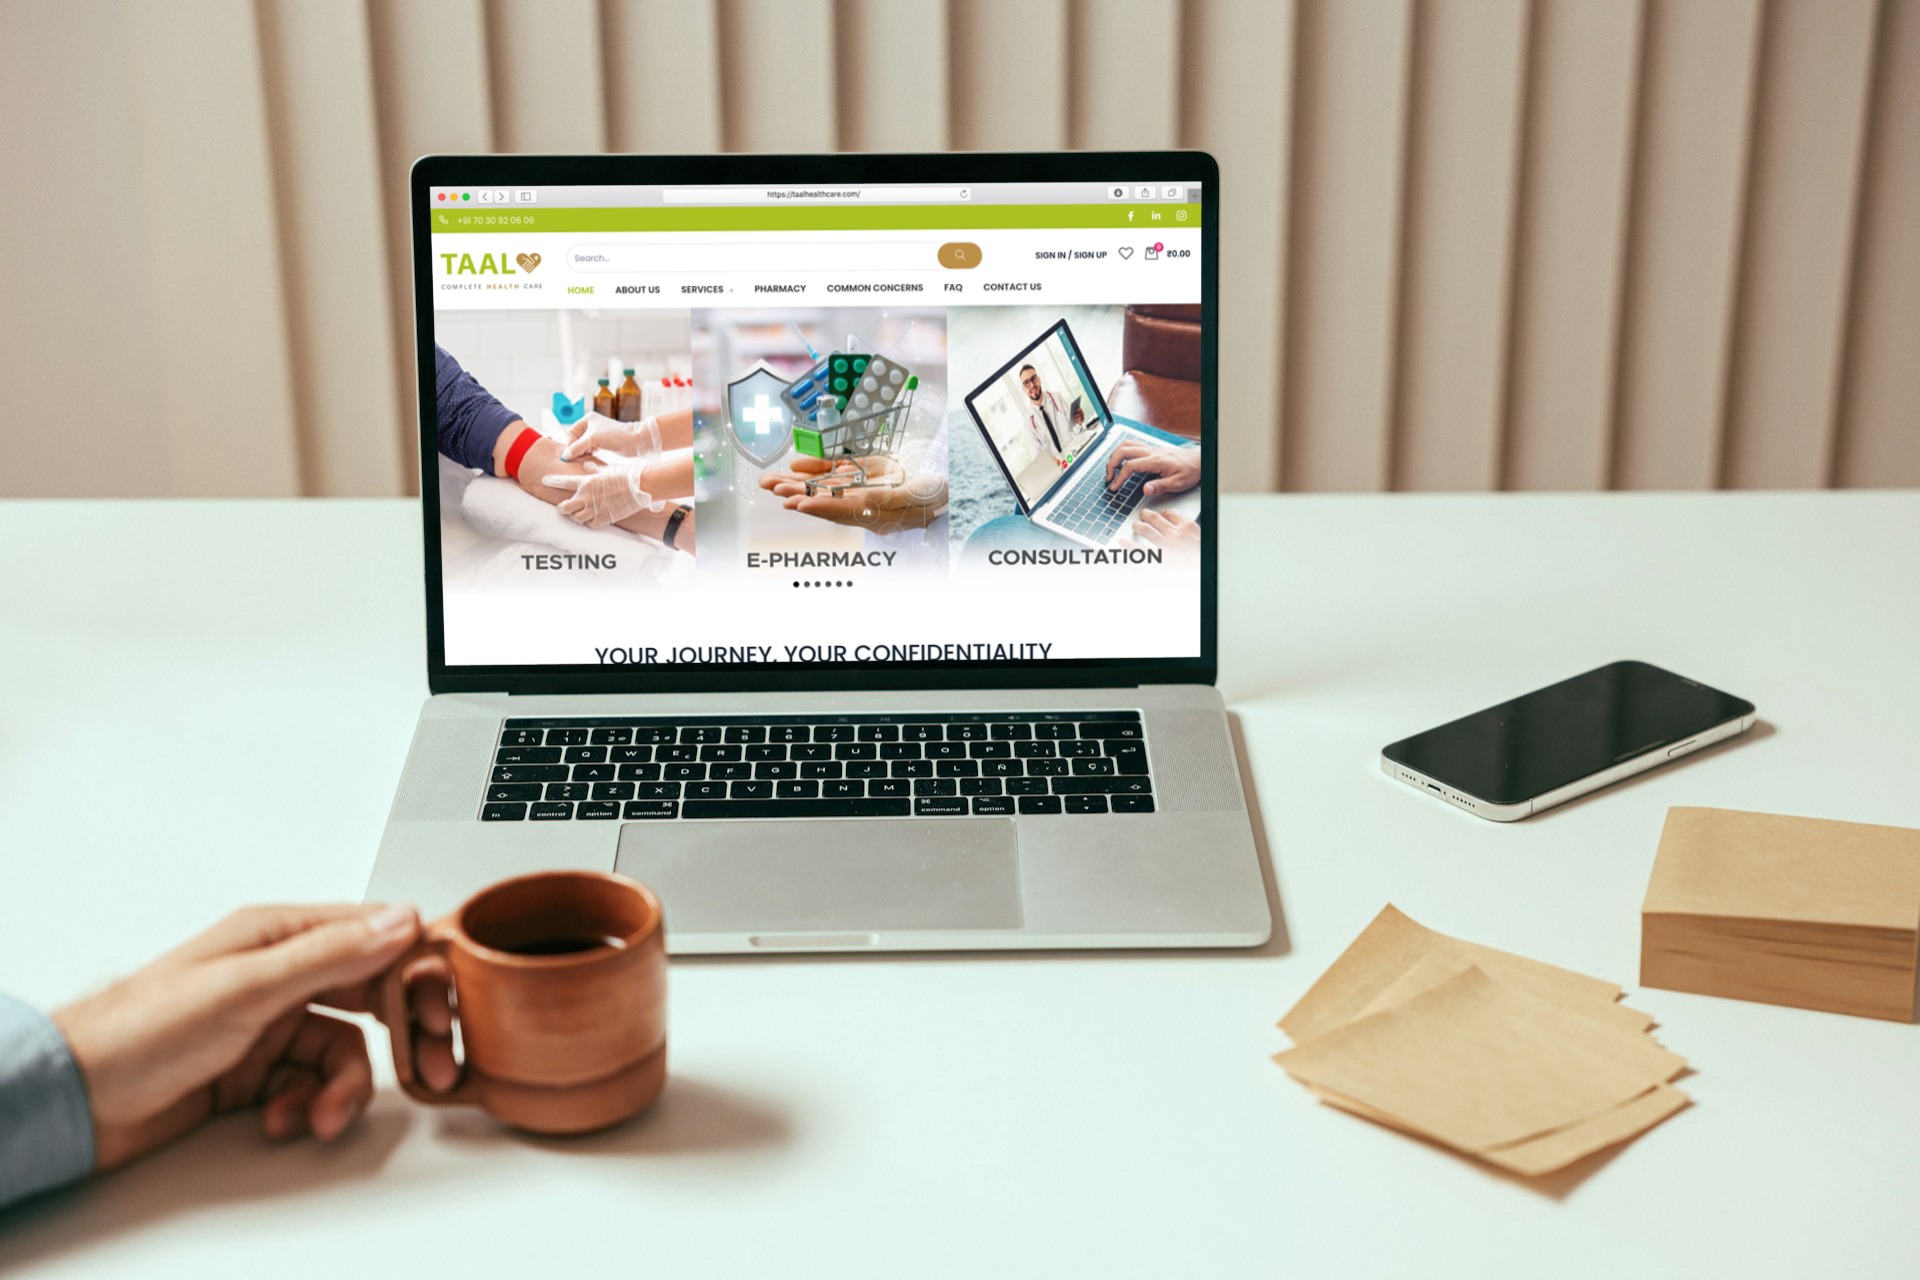 https://taalhealthcare.com/
+91 70 30 92 06 06
TAAL
COMPLETE HEALTH CARE
Search...
SIGN IN / SIGN UP
0
₹0.00
HOME ABOUT US SERVICES PHARMACY COMMON CONCERNS FAQ CONTACT US
TESTING
E-PHARMACY
CONSULTATION
YOUR JOURNEY, YOUR CONFIDENTIALITY
Q W E R T Y U I O P
A S D F G H J K L Ñ
Z X C V B N M
fn control option command command option